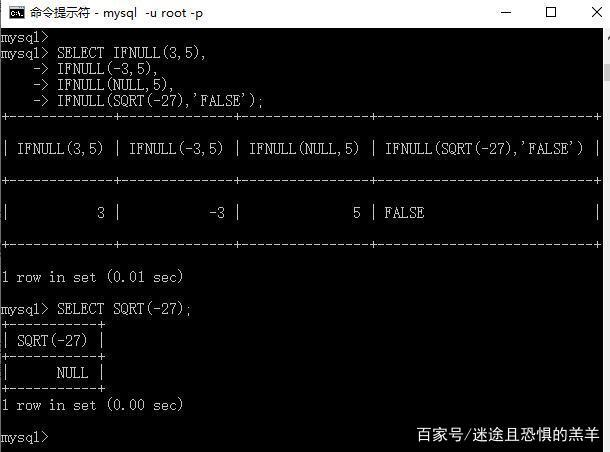 命令提示符 - mysql  -u root -p
mysql>
mysql> SELECT IFNULL(3,5),
    -> IFNULL(-3,5),
    -> IFNULL(NULL,5),
    -> IFNULL(SQRT(-27),'FALSE');
+-------------+--------------+----------------+---------------------------+
| IFNULL(3,5) | IFNULL(-3,5) | IFNULL(NULL,5) | IFNULL(SQRT(-27),'FALSE') |
+-------------+--------------+----------------+---------------------------+
|           3 |           -3 |              5 | FALSE                     |
+-------------+--------------+----------------+---------------------------+
1 row in set (0.01 sec)
mysql> SELECT SQRT(-27);
+-----------+
| SQRT(-27) |
+-----------+
|      NULL |
+-----------+
1 row in set (0.00 sec)
mysql>
百家号/迷途且恐惧的羔羊